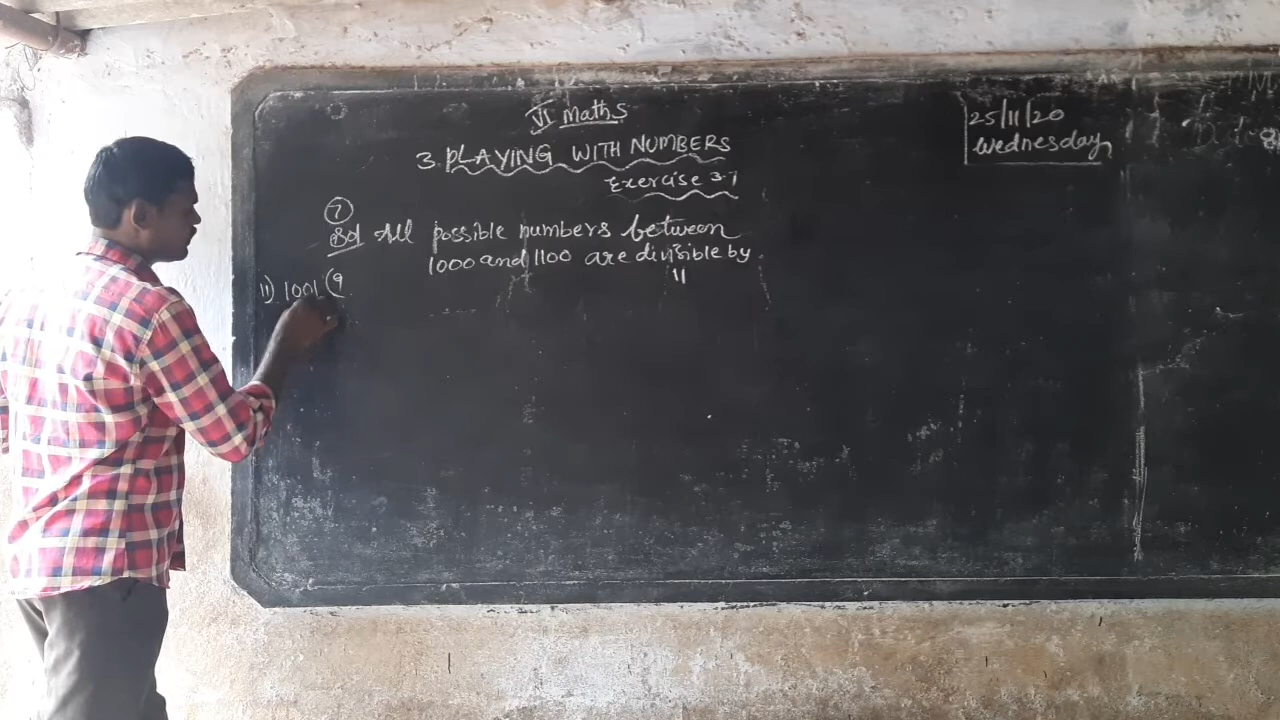 VI Maths
25/11/20
Wednesday
3. PLAYING WITH NUMBERS
Exercise 3.1
7
Sol All possible numbers between
1000 and 1100 are divisible by
11
11) 1001 (9